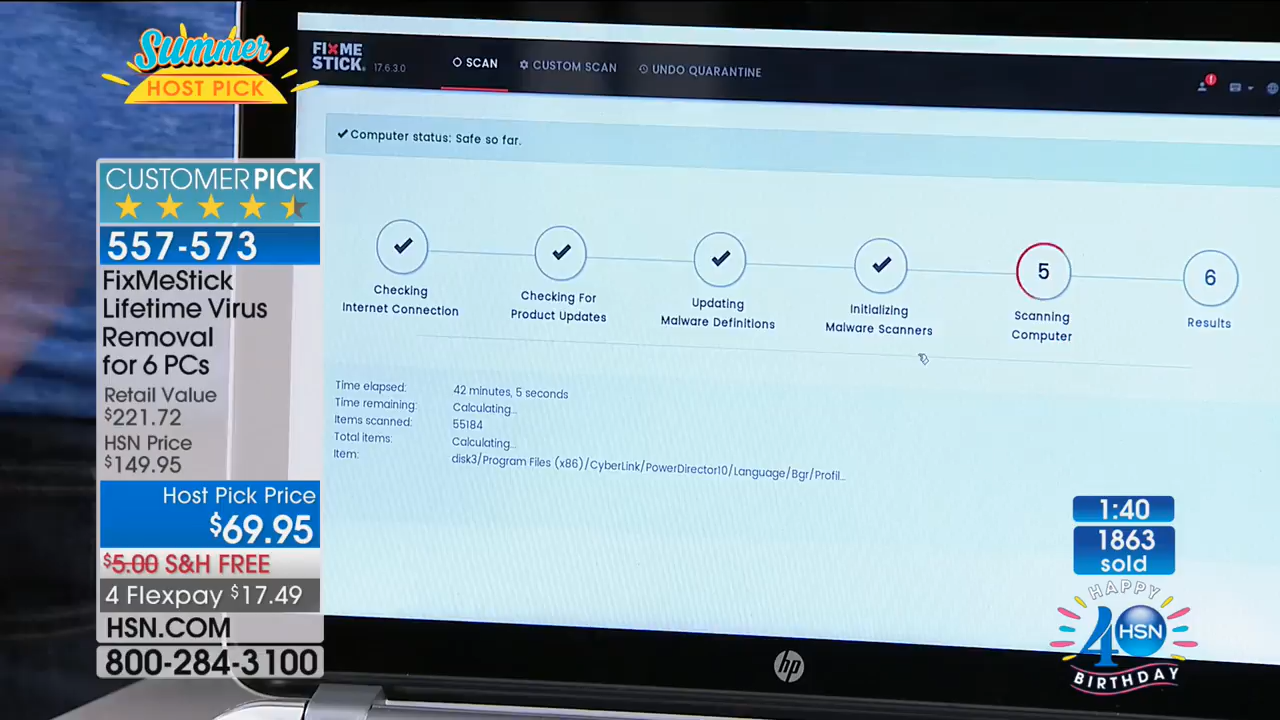 Summer
HOST PICK
CUSTOMER PICK
557-573
FixMeStick
Lifetime Virus
Removal
for 6 PCs
Retail Value
$221.72
HSN Price
$149.95
Host Pick Price
$69.95
$5.00 S&H FREE
4 Flexpay $17.49
HSN.COM
800-284-3100
FIXME
STICK.
17.6.3.0
SCAN
CUSTOM SCAN
UNDO QUARANTINE
Computer status: Safe so far.
Checking
Internet Connection
Checking For
Product Updates
Updating
Malware Definitions
Initializing
Malware Scanners
5
Scanning
Computer
6
Results
Time elapsed: 42 minutes, 5 seconds
Time remaining: Calculating...
Items scanned: 55184
Total items: Calculating...
Item: disk3/Program Files (x86)/CyberLink/PowerDirector10/Language/Bgr/Profil...
hp
1:40
1863
sold
HAPPY
40
HSN
BIRTHDAY